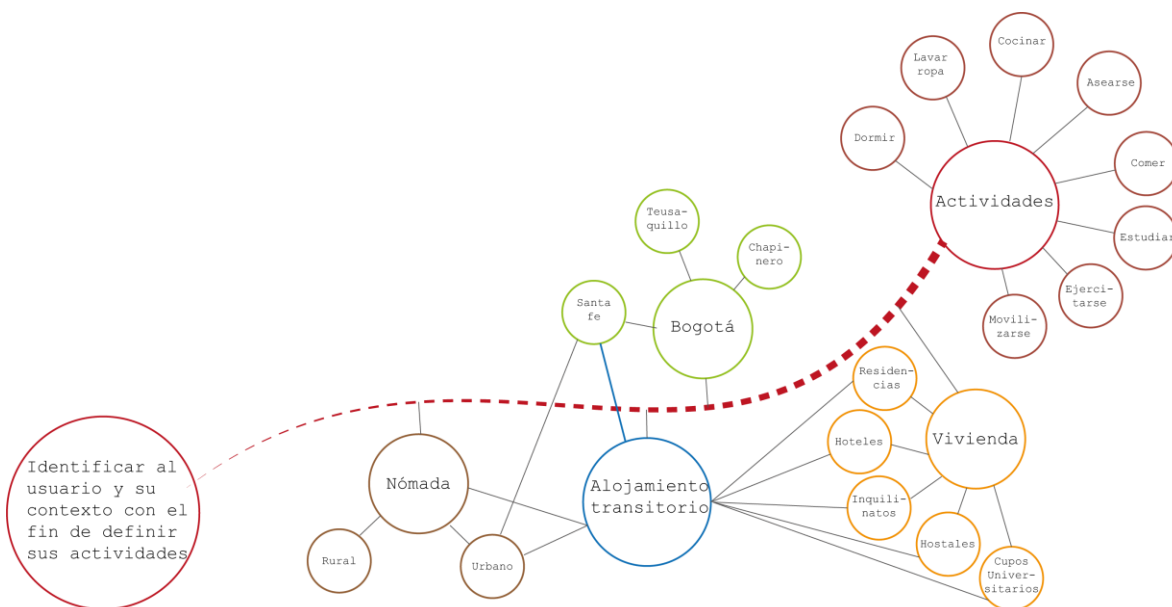 Cocinar
Lavar
ropa
Asearse
Dormir
Comer
Actividades
Teusa-
quillo
Chapi-
nero
Estudiar
Ejerci-
tarse
Santa
fe
Bogotá
Movili-
zarse
Residen-
cias
Hoteles
Vivienda
Identificar al
usuario y su
contexto con el
fin de definir
sus actividades
Nómada
Alojamiento
transitorio
Inquili-
natos
Hostales
Rural
Urbano
Cupos
Univer-
sitarios